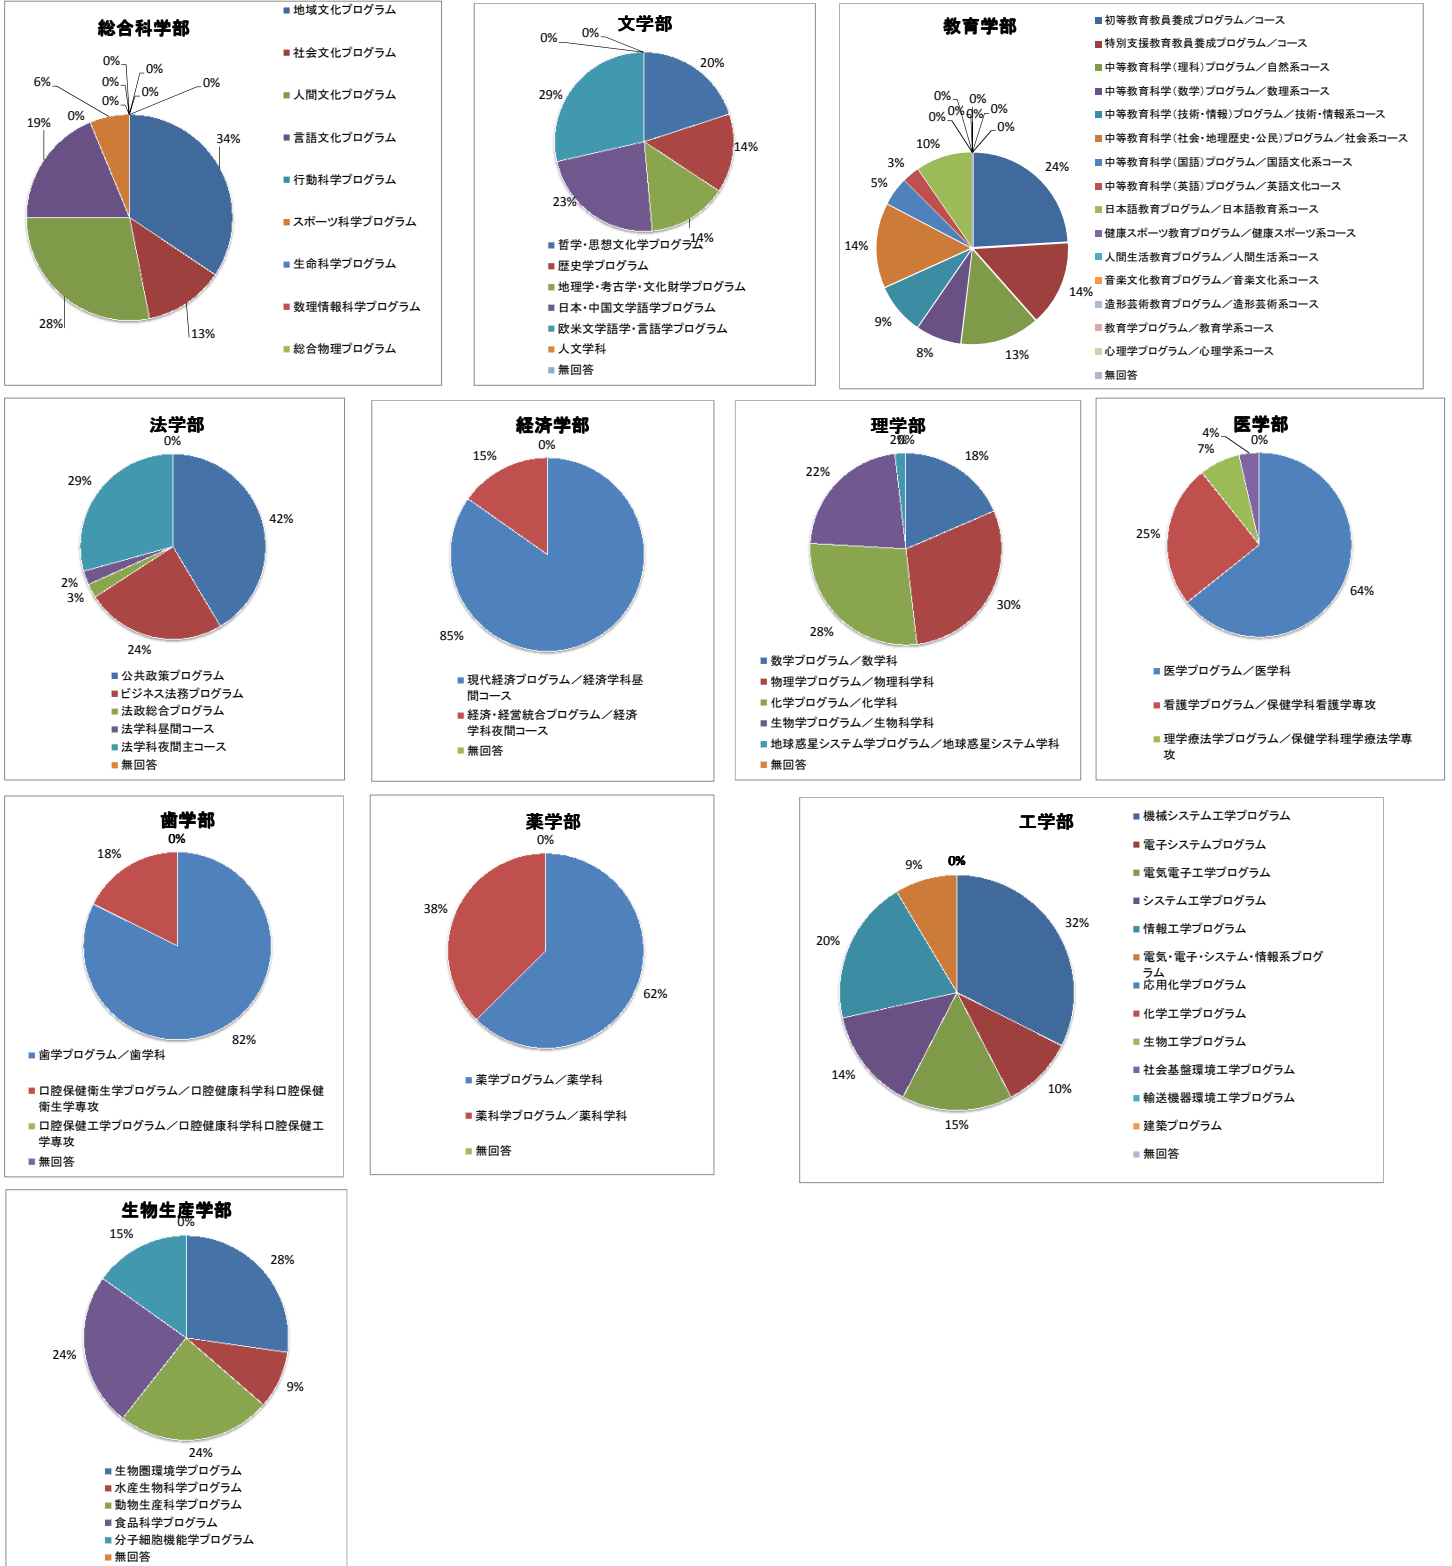 総合科学部
0%
0%
0%
0%
0%
0%
0%
0%
6%
19%
34%
28%
13%
地域文化プログラム
社会文化プログラム
人間文化プログラム
言語文化プログラム
行動科学プログラム
スポーツ科学プログラム
生命科学プログラム
数理情報科学プログラム
総合物理プログラム
文学部
0%
0%
20%
29%
14%
23%
14%
哲学・思想文化学プログラム
歴史学プログラム
地理学・考古学・文化財学プログラム
日本・中国文学語学プログラム
欧米文学語学・言語学プログラム
人文学科
無回答
教育学部
0%
0%
0%
0%
0%
0%
0%
10%
3%
5%
24%
14%
14%
9%
8%
13%
初等教育教員養成プログラム／コース
特別支援教育教員養成プログラム／コース
中等教育科学（理科）プログラム／自然系コース
中等教育科学（数学）プログラム／数理系コース
中等教育科学（技術・情報）プログラム／技術・情報系コース
中等教育科学（社会・地理歴史・公民）プログラム／社会系コース
中等教育科学（国語）プログラム／国語文化系コース
中等教育科学（英語）プログラム／英語文化コース
日本語教育プログラム／日本語教育系コース
健康スポーツ教育プログラム／健康スポーツ系コース
人間生活教育プログラム／人間生活系コース
音楽文化教育プログラム／音楽文化系コース
造形芸術教育プログラム／造形芸術系コース
教育学プログラム／教育学系コース
心理学プログラム／心理学系コース
無回答
法学部
0%
29%
42%
2%
3%
24%
公共政策プログラム
ビジネス法務プログラム
法政総合プログラム
法学科昼間コース
法学科夜間主コース
無回答
経済学部
0%
15%
85%
現代経済プログラム／経済学科昼
間コース
経済・経営統合プログラム／経済
学科夜間コース
無回答
理学部
2%
0%
18%
22%
30%
28%
数学プログラム／数学科
物理学プログラム／物理科学科
化学プログラム／化学科
生物学プログラム／生物科学科
地球惑星システム学プログラム／地球惑星システム学科
無回答
医学部
4%
0%
7%
25%
64%
医学プログラム／医学科
看護学プログラム／保健学科看護学専攻
理学療法学プログラム／保健学科理学療法学専
攻
歯学部
0%
18%
82%
歯学プログラム／歯学科
口腔保健衛生学プログラム／口腔健康科学科口腔保健
衛生学専攻
口腔保健工学プログラム／口腔健康科学科口腔保健工
学専攻
無回答
薬学部
0%
38%
62%
薬学プログラム／薬学科
薬科学プログラム／薬科学科
無回答
工学部
0%
9%
32%
20%
14%
10%
15%
機械システム工学プログラム
電子システムプログラム
電気電子工学プログラム
システム工学プログラム
情報工学プログラム
電気・電子・システム・情報系プログ
ラム
応用化学プログラム
化学工学プログラム
生物工学プログラム
社会基盤環境工学プログラム
輸送機器環境工学プログラム
建築プログラム
無回答
生物生産学部
0%
15%
28%
24%
9%
24%
生物圏環境学プログラム
水産生物科学プログラム
動物生産科学プログラム
食品科学プログラム
分子細胞機能学プログラム
無回答